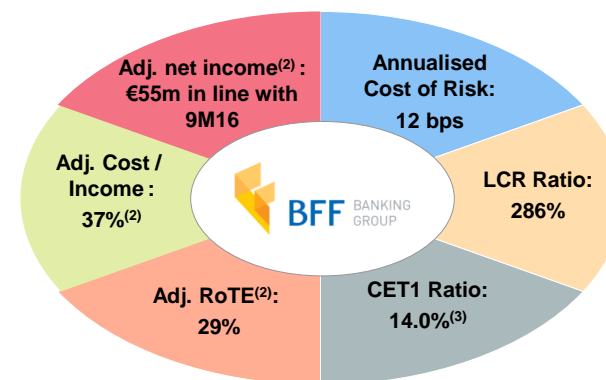 Adj. net income(2) :
€55m in line with
9M16
Annualised
Cost of Risk:
12 bps
Adj. Cost /
Income :
37%(2)
BFF BANKING
GROUP
LCR Ratio:
286%
Adj. RoTE(2):
29%
CET1 Ratio:
14.0%(3)